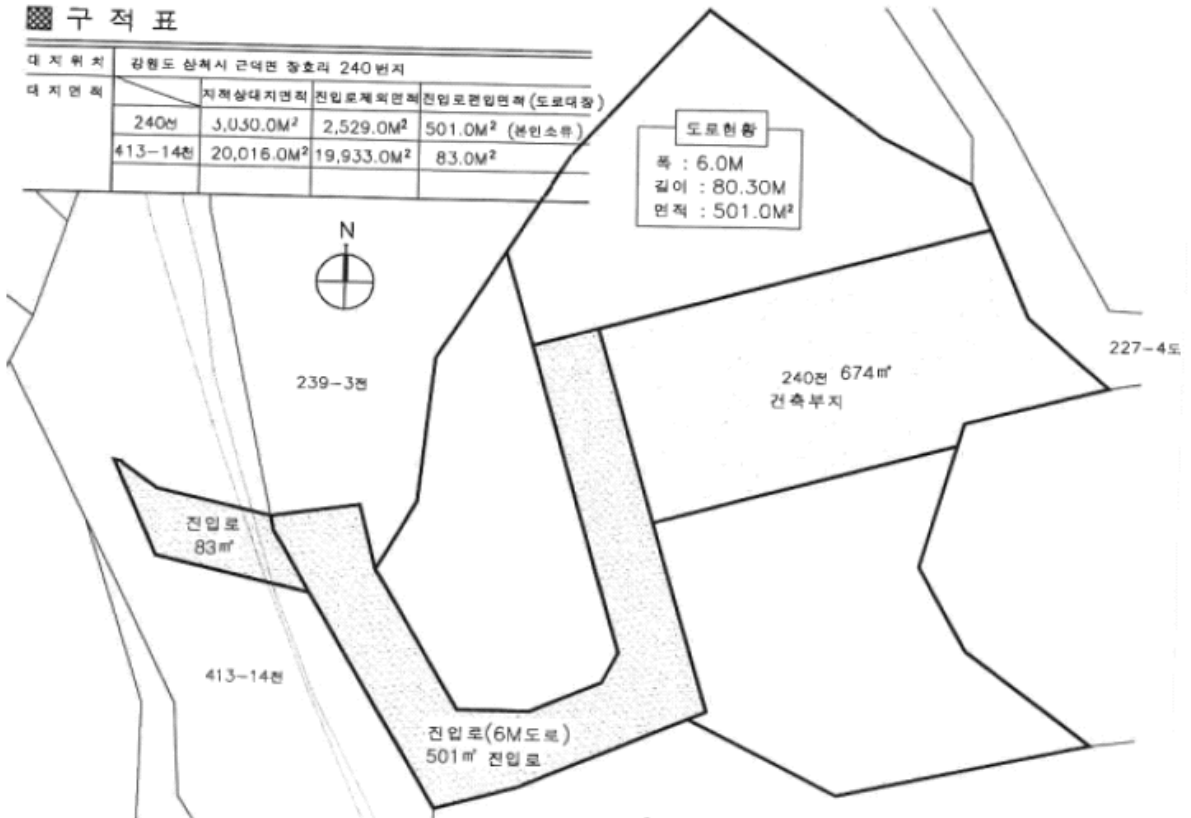 구 적 표
대 지 위 치 강원도 삼척시 근덕면 장호리 240번지
대 지 면 적 지적상대지면적 진입로제외면적 진입로편입면적(도로대장)
240전 3,030.0M² 2,529.0M² 501.0M² (본인소유)
413-14전 20,016.0M² 19,933.0M² 83.0M²
도로현황
폭 : 6.0M
길이 : 80.30M
면적 : 501.0M²
N
227-4도
239-3전
240전 674㎡
건축부지
진입로
83㎡
413-14전
진입로(6M도로)
501㎡ 진입로